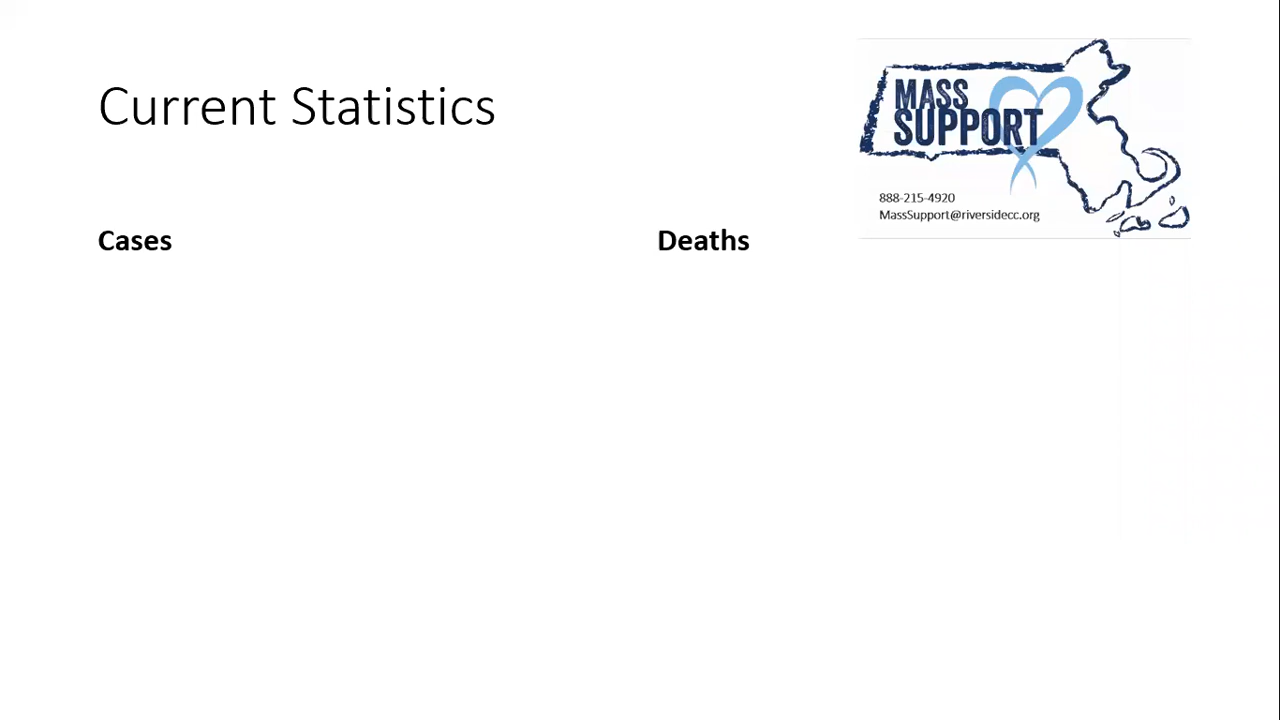 Current Statistics
MASS
SUPPORT
888-215-4920
MassSupport@riversidecc.org
Cases
Deaths